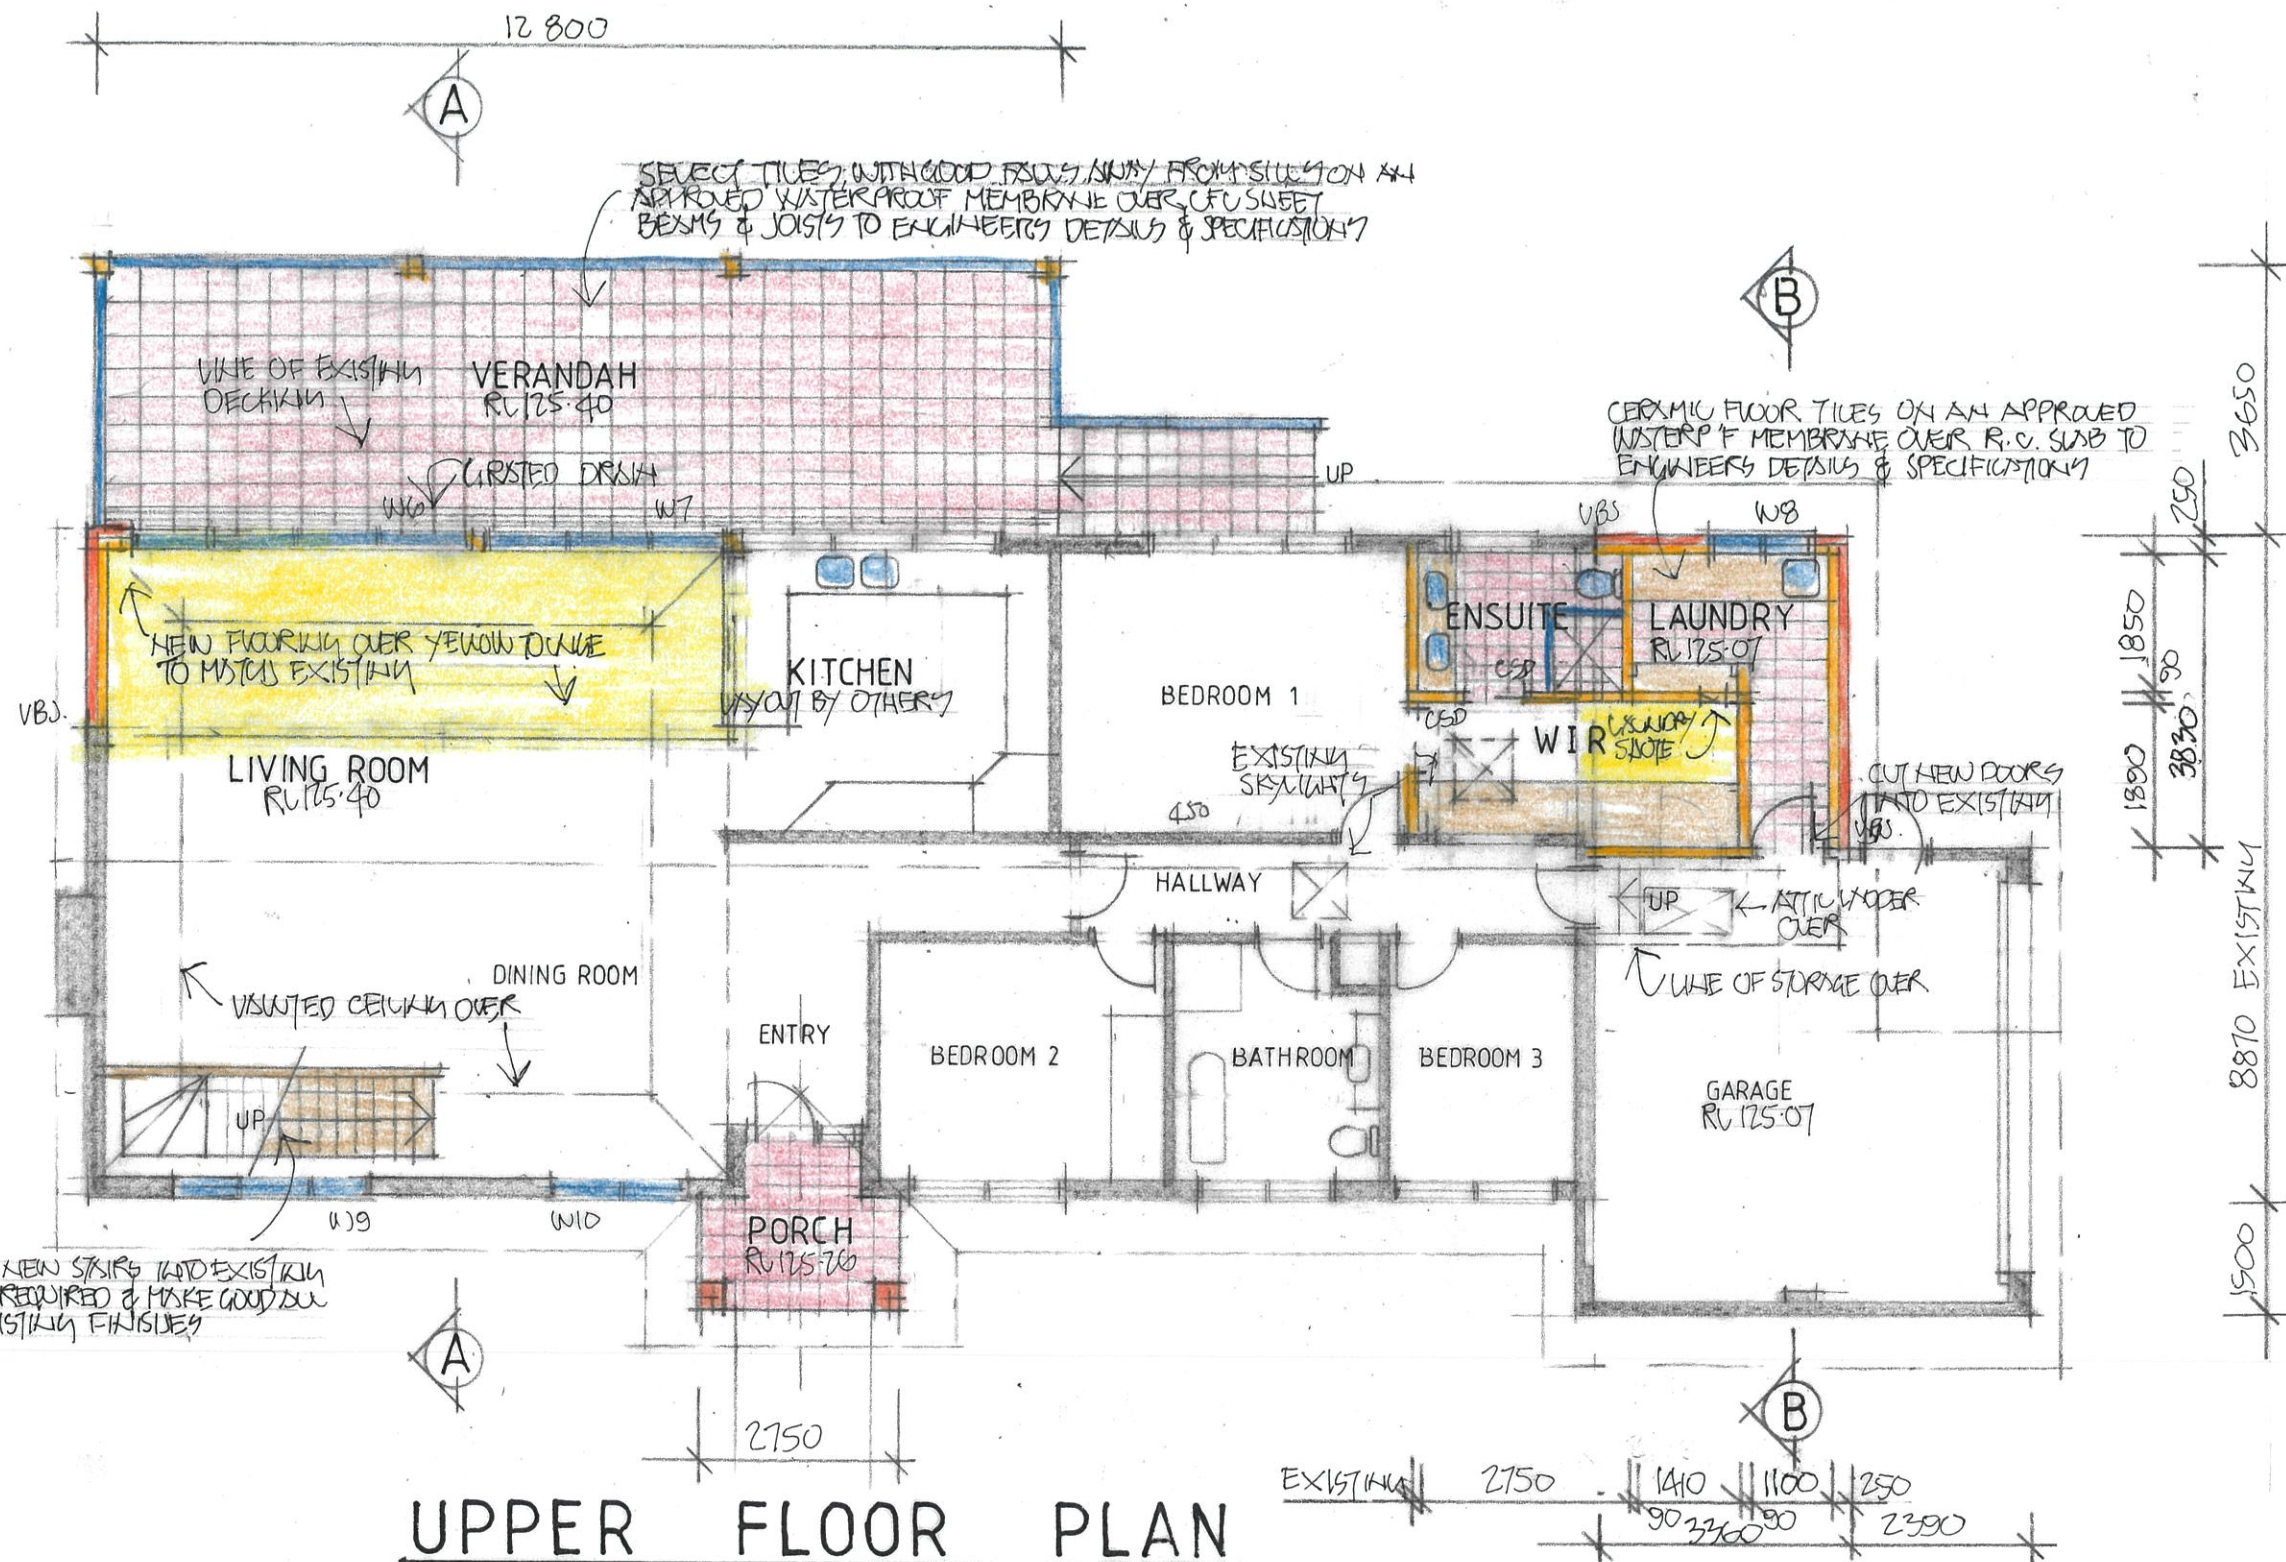 12 800
A
SELECT TILES WITH GOOD FALLS AWAY FROM SILLS ON AN
APPROVED WATERPROOF MEMBRANE OVER CFC SHEET
BEAMS & JOISTS TO ENGINEERS DETAILS & SPECIFICATIONS
B
LINE OF EXISTING
DECKING
VERANDAH
RL 125.40
GRATED DRAIN
W6
W7
UP
CERAMIC FLOOR TILES ON AN APPROVED
WATERP'F MEMBRANE OVER R.C. SLAB TO
ENGINEERS DETAILS & SPECIFICATIONS
3650
250
VBS
W8
NEW FLOORING OVER YELLOW TONE
TO MATCH EXISTING
KITCHEN
LAYOUT BY OTHERS
BEDROOM 1
ENSUITE
CSD
LAUNDRY
RL 125.07
1850
90
3830
1890
VBS.
LIVING ROOM
RL 125.40
CSD
WIR
LAUNDRY
SHUTE
EXISTING
SKYLIGHTS
450
CUT NEW DOORS
INTO EXISTING
VBS.
HALLWAY
UP
ATTIC LADDER
OVER
LINE OF STORAGE OVER
8870 EXISTING
DINING ROOM
VAULTED CEILING OVER
ENTRY
BEDROOM 2
BATHROOM
BEDROOM 3
GARAGE
RL 125.07
UP
W9
W10
PORCH
RL 125.26
1500
NEW STAIRS INTO EXISTING
REQUIRED & MAKE GOOD ALL
ISTING FINISHES
A
B
2750
EXISTING
2750
1410
1100
250
90
3360
90
2390
UPPER FLOOR PLAN